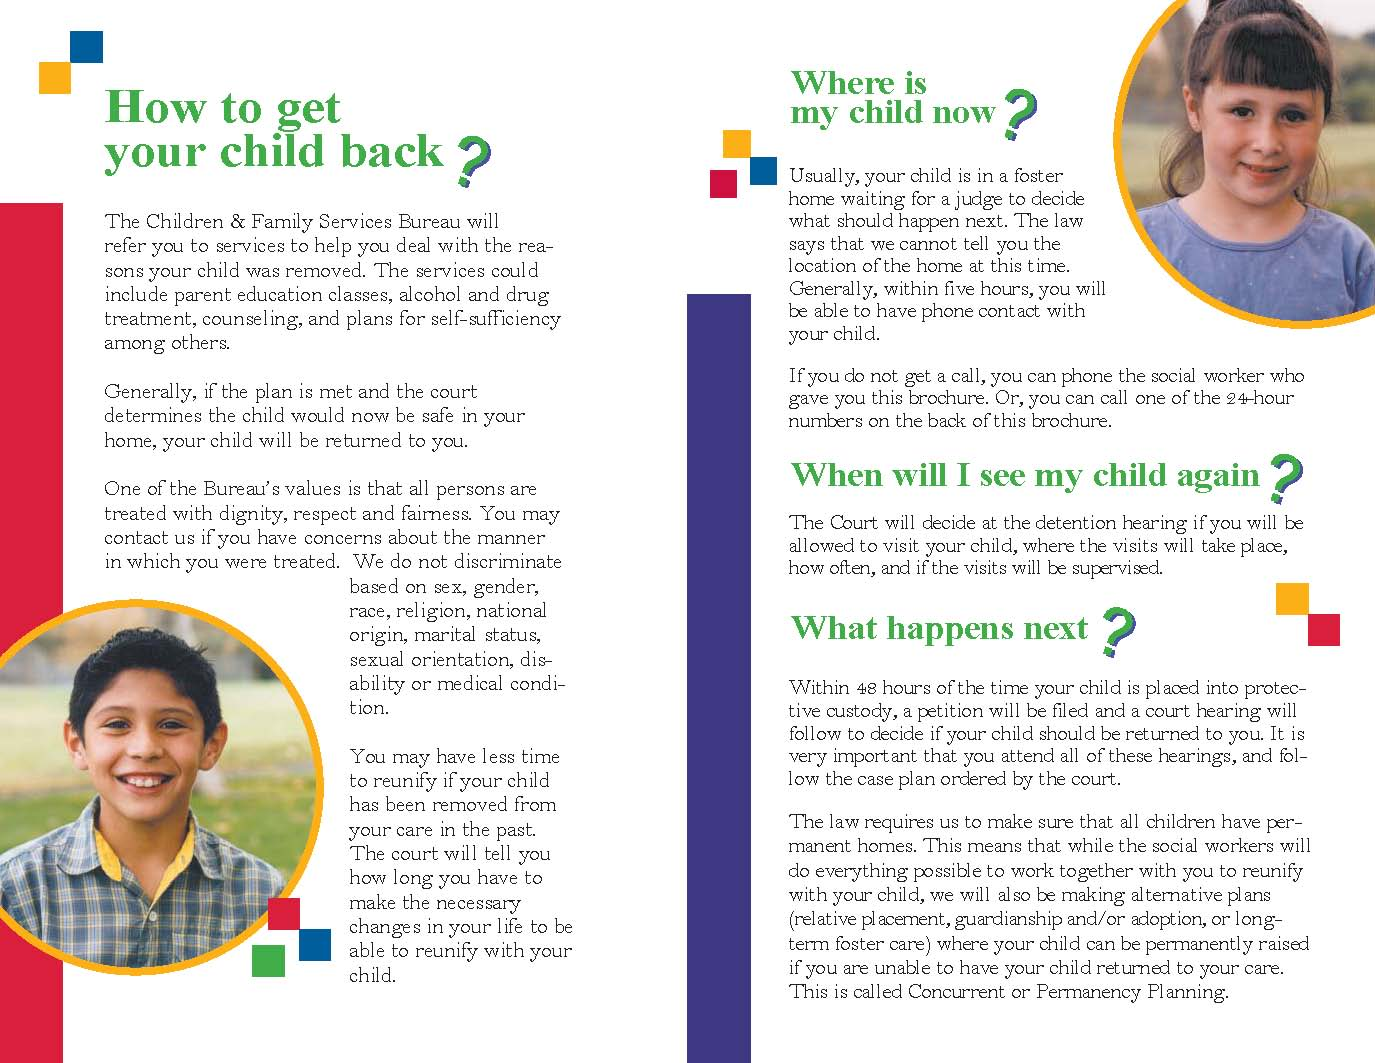 How to get
your child back?
The Children & Family Services Bureau will
refer you to services to help you deal with the rea-
sons your child was removed. The services could
include parent education classes, alcohol and drug
treatment, counseling, and plans for self-sufficiency
among others.
Generally, if the plan is met and the court
determines the child would now be safe in your
home, your child will be returned to you.
One of the Bureau's values is that all persons are
treated with dignity, respect and fairness. You may
contact us if you have concerns about the manner
in which you were treated. We do not discriminate
based on sex, gender,
race, religion, national
origin, marital status,
sexual orientation, dis-
ability or medical condi-
tion.
You may have less time
to reunify if your child
has been removed from
your care in the past.
The court will tell you
how long you have to
make the necessary
changes in your life to be
able to reunify with your
child.
Where is
my child now?
Usually, your child is in a foster
home waiting for a judge to decide
what should happen next. The law
says that we cannot tell you the
location of the home at this time.
Generally, within five hours, you will
be able to have phone contact with
your child.
If you do not get a call, you can phone the social worker who
gave you this brochure. Or, you can call one of the 24-hour
numbers on the back of this brochure.
When will I see my child again?
The Court will decide at the detention hearing if you will be
allowed to visit your child, where the visits will take place,
how often, and if the visits will be supervised.
What happens next?
Within 48 hours of the time your child is placed into protec-
tive custody, a petition will be filed and a court hearing will
follow to decide if your child should be returned to you. It is
very important that you attend all of these hearings, and fol-
low the case plan ordered by the court.
The law requires us to make sure that all children have per-
manent homes. This means that while the social workers will
do everything possible to work together with you to reunify
with your child, we will also be making alternative plans
(relative placement, guardianship and/or adoption, or long-
term foster care) where your child can be permanently raised
if you are unable to have your child returned to your care.
This is called Concurrent or Permanency Planning.